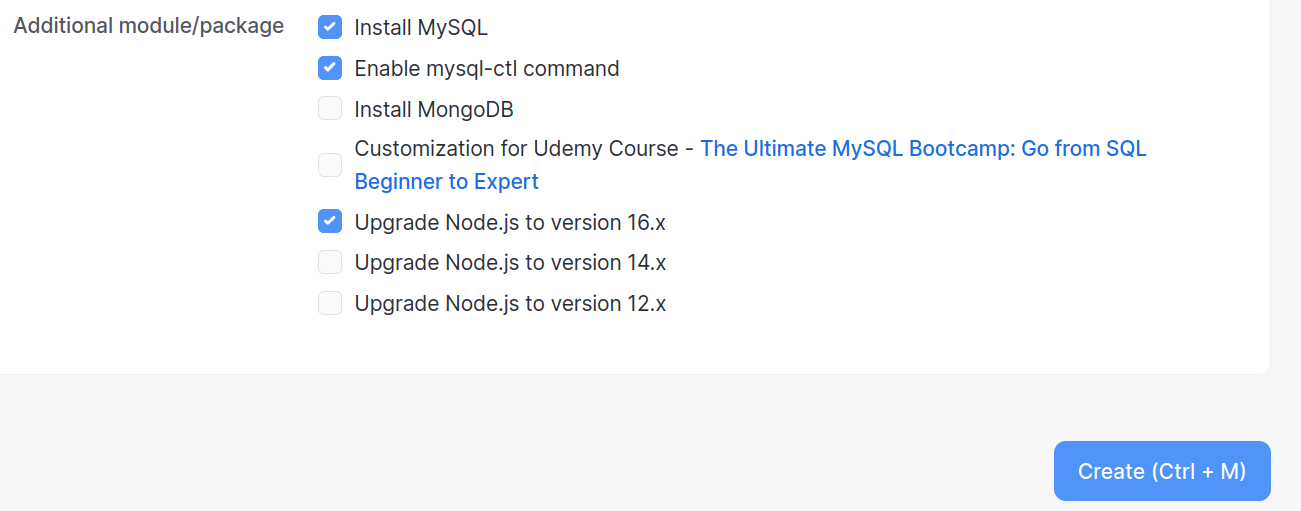 Additional module/package
Install MySQL
Enable mysql-ctl command
Install MongoDB
Customization for Udemy Course - The Ultimate MySQL Bootcamp: Go from SQL
Beginner to Expert
Upgrade Node.js to version 16.x
Upgrade Node.js to version 14.x
Upgrade Node.js to version 12.x
Create (Ctrl + M)